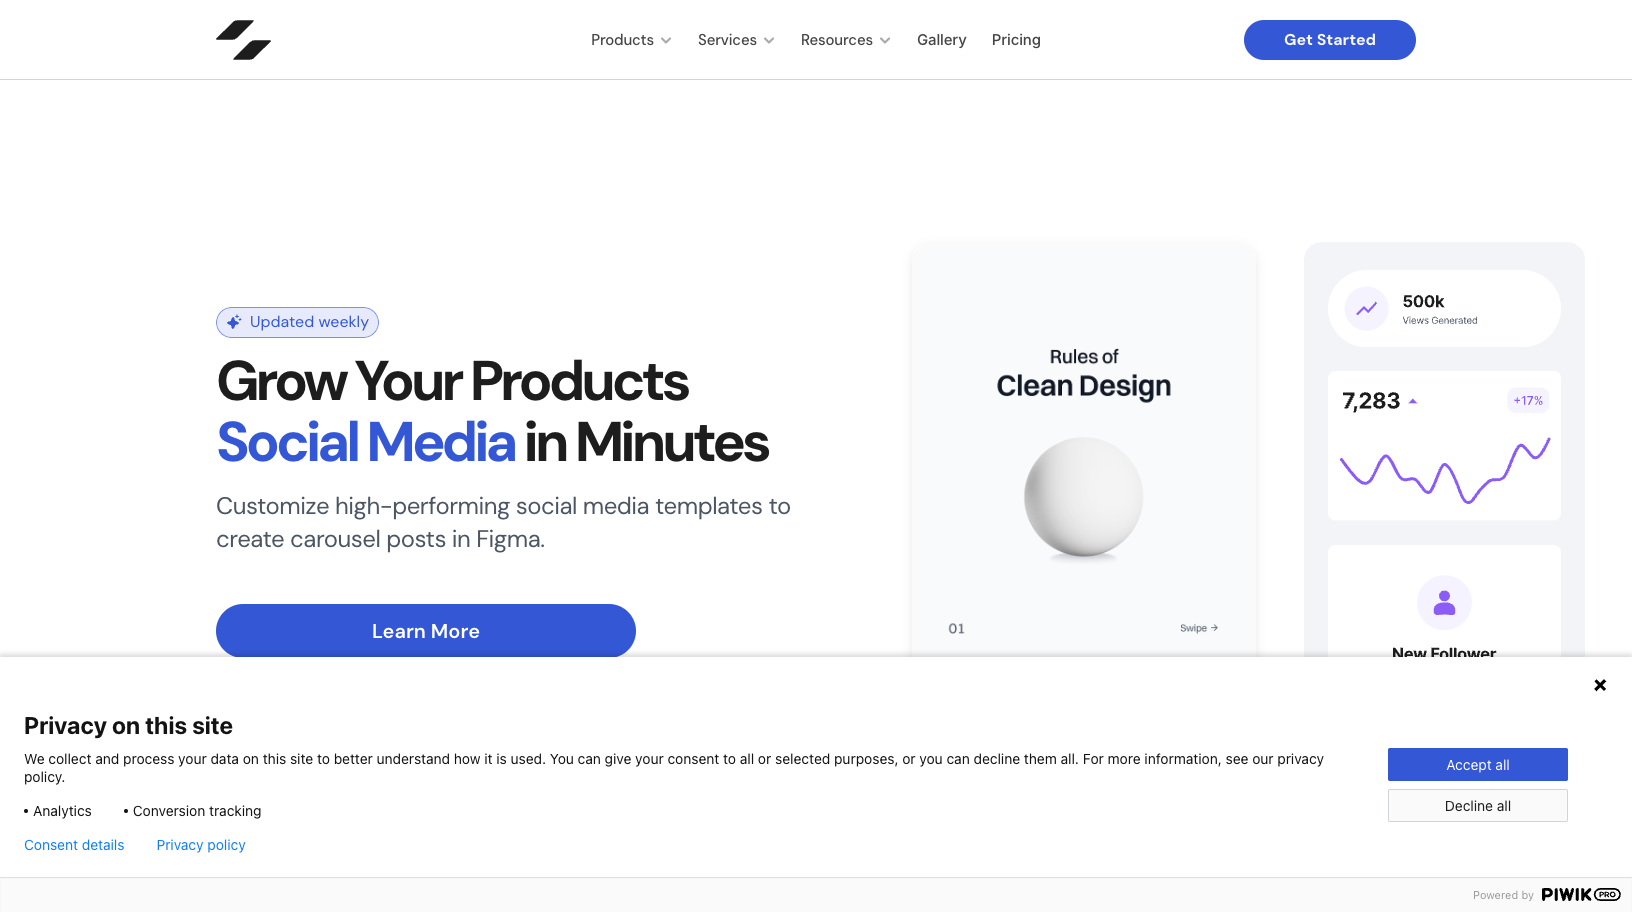 Products
Services
Resources
Gallery
Pricing
Get Started
Updated weekly
Grow Your Products
Social Media in Minutes
Customize high-performing social media templates to
create carousel posts in Figma.
Learn More
Rules of
Clean Design
01
Swipe →
500k
Views Generated
7,283
+17%
New Follower
Privacy on this site
We collect and process your data on this site to better understand how it is used. You can give your consent to all or selected purposes, or you can decline them all. For more information, see our privacy
policy.
• Analytics
• Conversion tracking
Consent details
Privacy policy
Accept all
Decline all
Powered by PIWIK PRO